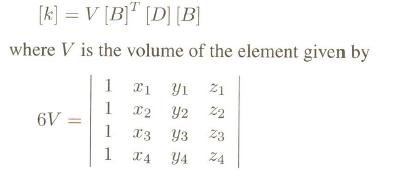 [k] = V [B]^T [D] [B]
where V is the volume of the element given by
1 x₁ y₁ z₁
1 x₂ y₂ z₂
6V =
1 x₃ y₃ z₃
1 x₄ y₄ z₄